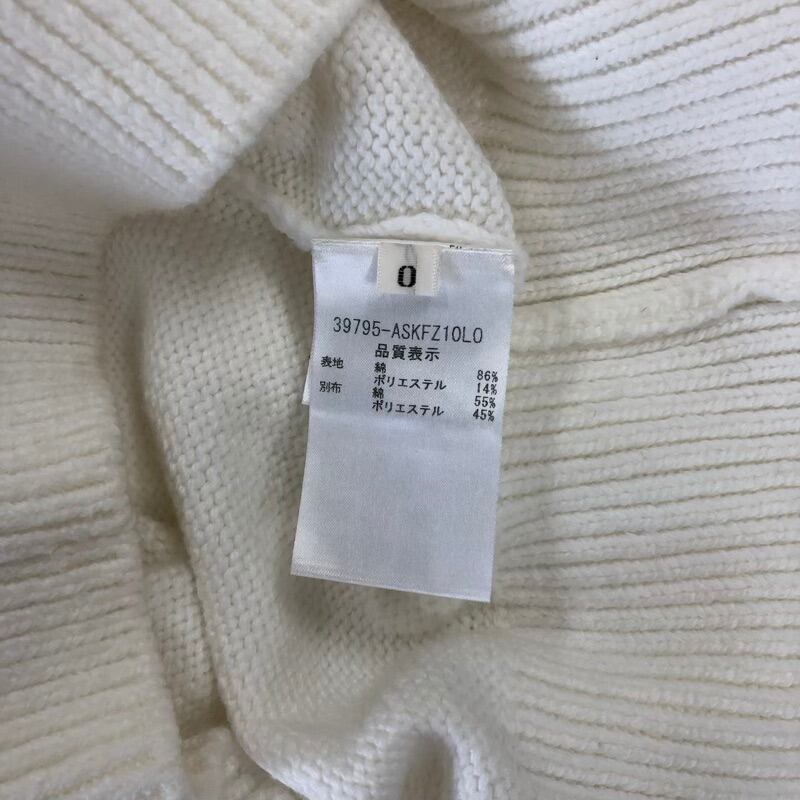 0
39795-ASKFZ10L0
品質表示
表地 綿 86%
ポリエステル 14%
別布 綿 55%
ポリエステル 45%